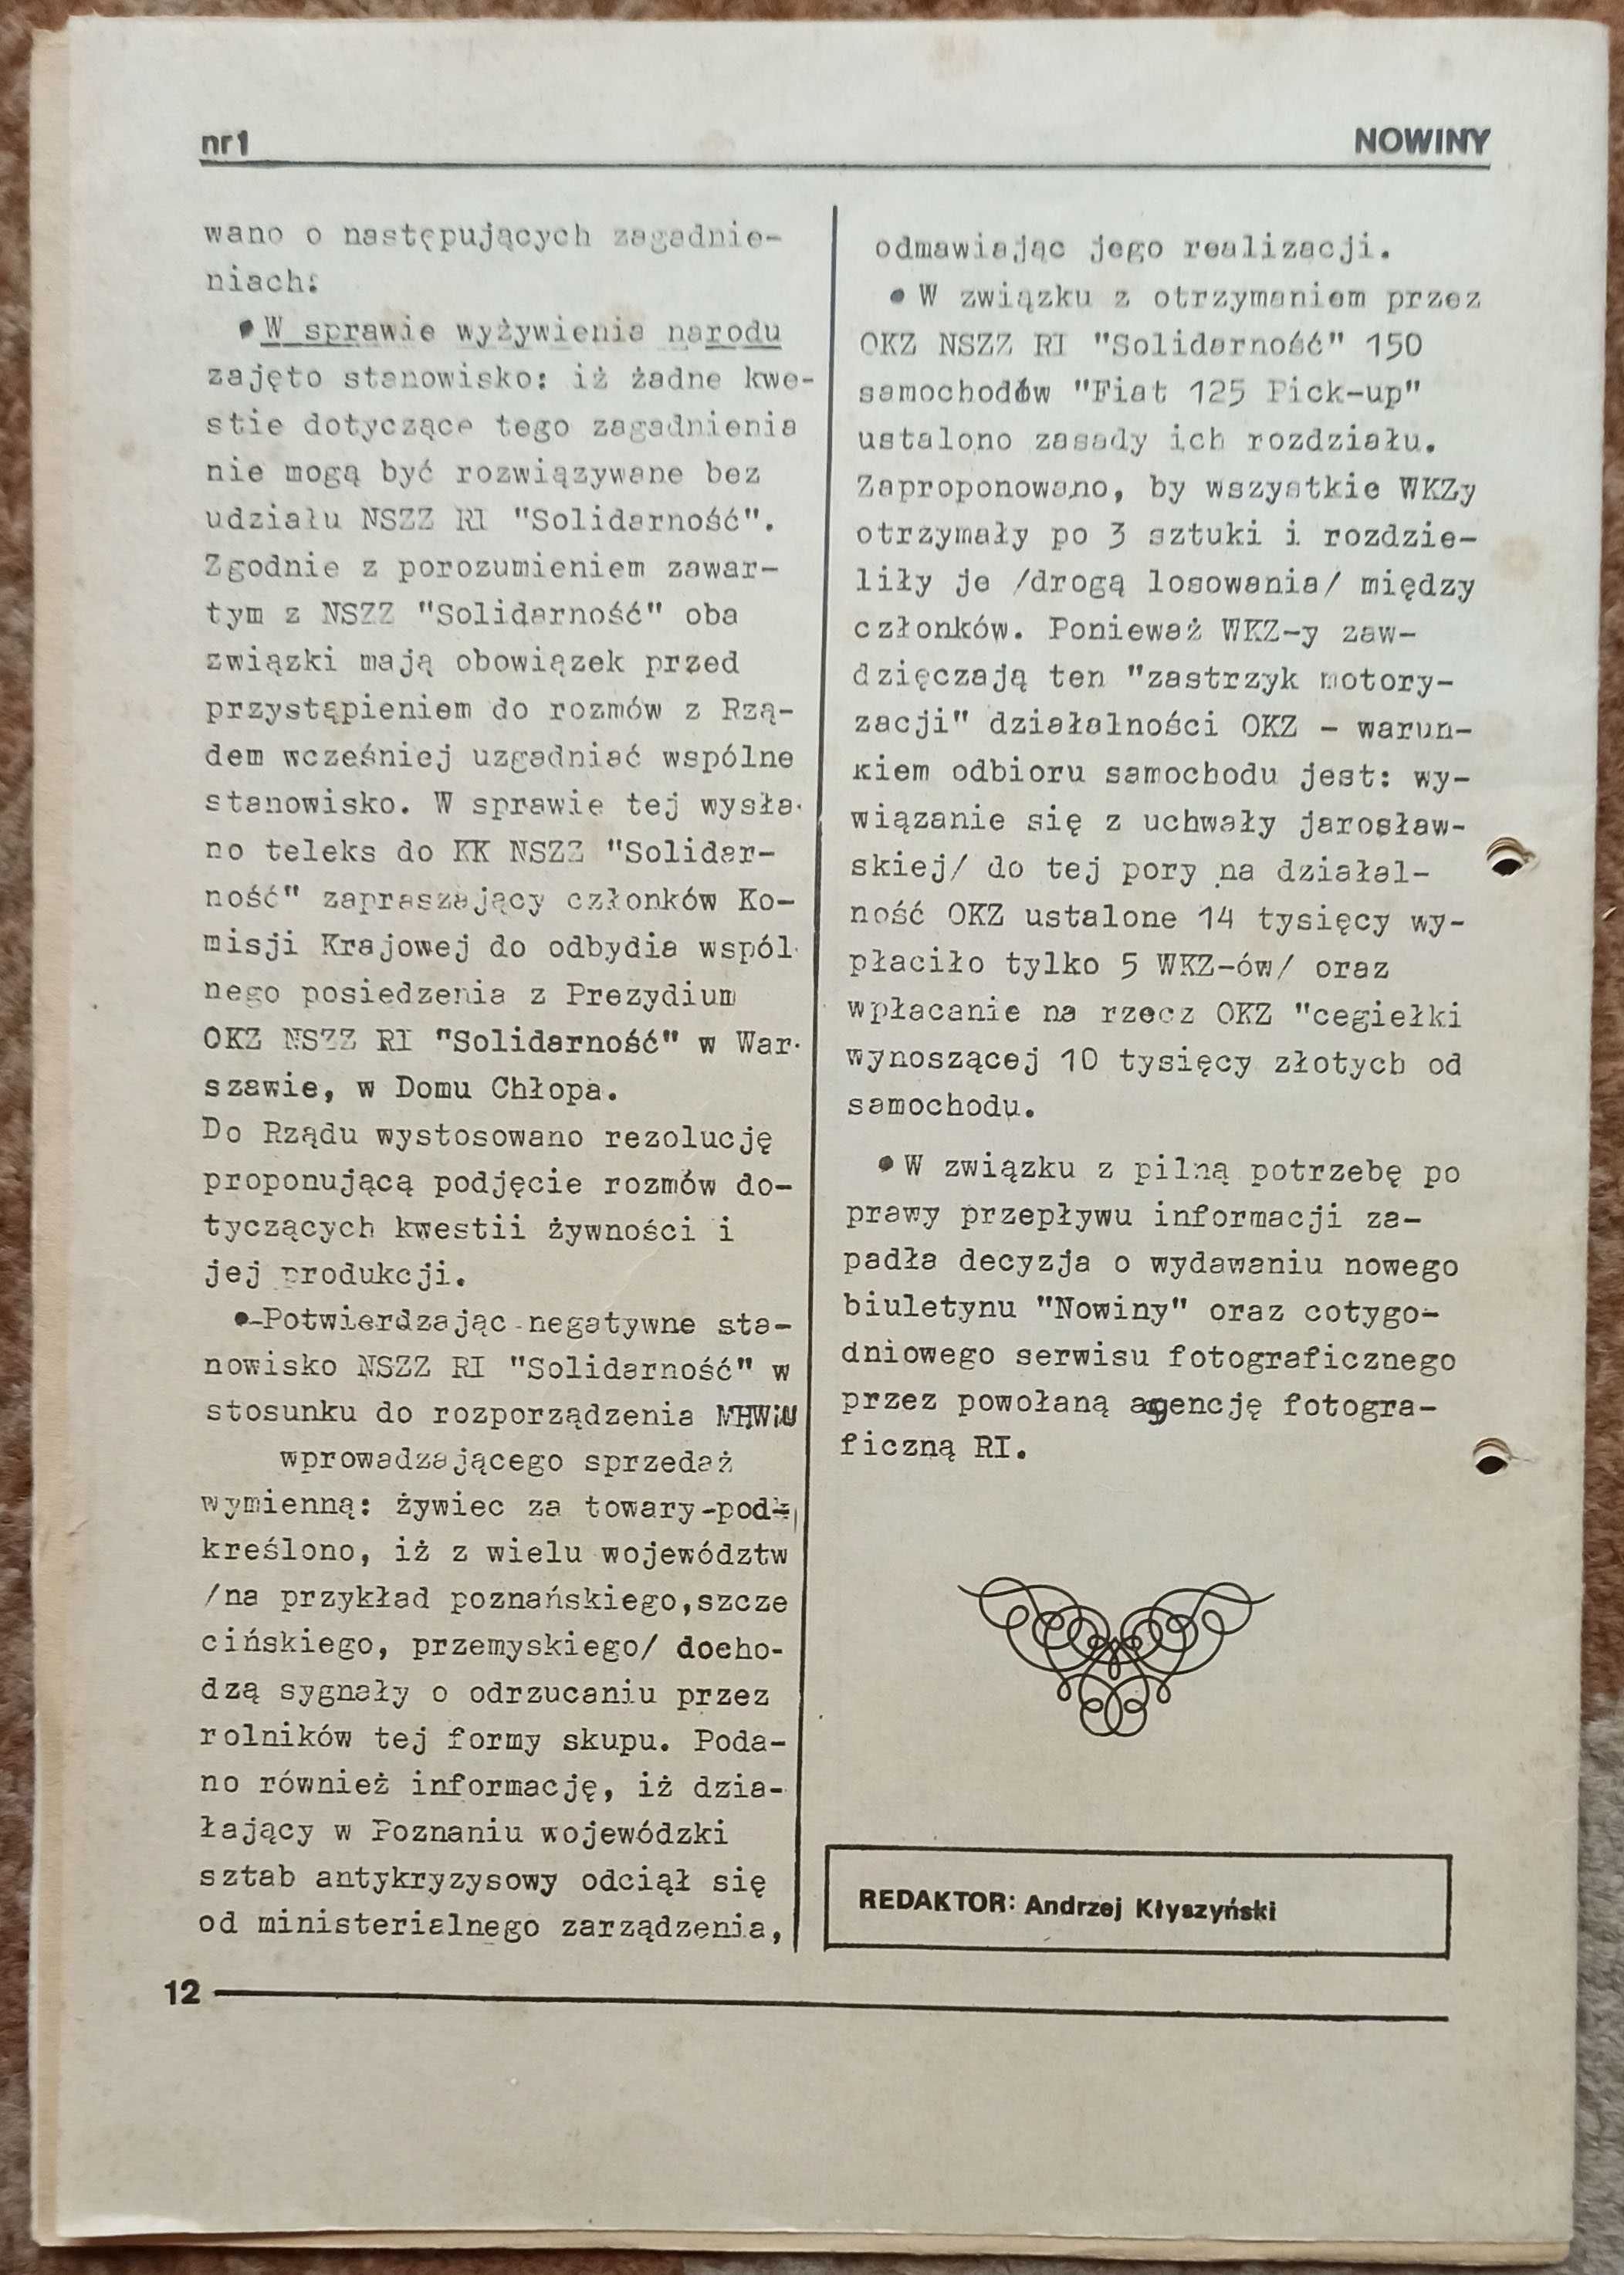 nr1
NOWINY
wano o następujących zagadnie-
niach:
• W sprawie wyżywienia narodu
zajęto stanowisko: iż żadne kwe-
stie dotyczące tego zagadnienia
nie mogą być rozwiązywane bez
udziału NSZZ RI "Solidarność".
Zgodnie z porozumieniem zawar-
tym z NSZZ "Solidarność" oba
związki mają obowiązek przed
przystąpieniem do rozmów z Rzą-
dem wcześniej uzgadniać wspólne
stanowisko. W sprawie tej wysła-
no teleks do KK NSZZ "Solidar-
ność" zapraszający członków Ko-
misji Krajowej do odbydia wspól-
nego posiedzenia z Prezydium
OKZ NSZZ RI "Solidarność" w War-
szawie, w Domu Chłopa.
Do Rządu wystosowano rezolucję
proponującą podjęcie rozmów do-
tyczących kwestii żywności i
jej produkcji.
•-Potwierdzając-negatywne sta-
nowisko NSZZ RI "Solidarność" w
stosunku do rozporządzenia MHWiU
wprowadzającego sprzedaż
wymienną: żywiec za towary-pod-
kreślono, iż z wielu województw
/na przykład poznańskiego,szcze
cińskiego, przemyskiego/ docho-
dzą sygnały o odrzucaniu przez
rolników tej formy skupu. Poda-
no również informację, iż dzia-
łający w Poznaniu wojewódzki
sztab antykryzysowy odciął się
od ministerialnego zarządzenia,
odmawiając jego realizacji.
• W związku z otrzymaniem przez
OKZ NSZZ RI "Solidarność" 150
samochodów "Fiat 125 Pick-up"
ustalono zasady ich rozdziału.
Zaproponowano, by wszystkie WKZy
otrzymały po 3 sztuki i rozdzie-
liły je /drogą losowania/ między
członków. Ponieważ WKZ-y zaw-
dzięczają ten "zastrzyk motory-
zacji" działalności OKZ - warun-
kiem odbioru samochodu jest: wy-
wiązanie się z uchwały jarosław-
skiej/ do tej pory na działal-
ność OKZ ustalone 14 tysięcy wy-
płaciło tylko 5 WKZ-ów/ oraz
wpłacanie na rzecz OKZ "cegiełki
wynoszącej 10 tysięcy złotych od
samochodu.
• W związku z pilną potrzebę po
prawy przepływu informacji za-
padła decyzja o wydawaniu nowego
biuletynu "Nowiny" oraz cotygo-
dniowego serwisu fotograficznego
przez powołaną agencję fotogra-
ficzną RI.
REDAKTOR: Andrzej Kłyszyński
12